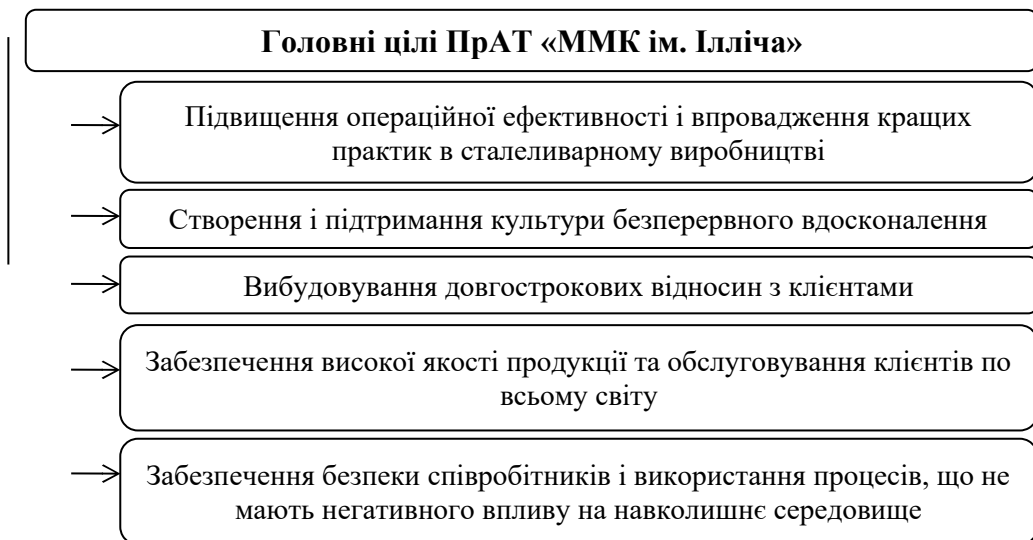 Головні цілі ПрАТ «ММК ім. Ілліча»
Підвищення операційної ефективності і впровадження кращих
практик в сталеливарному виробництві
Створення і підтримання культури безперервного вдосконалення
Вибудовування довгострокових відносин з клієнтами
Забезпечення високої якості продукції та обслуговування клієнтів по
всьому світу
Забезпечення безпеки співробітників і використання процесів, що не
мають негативного впливу на навколишнє середовище